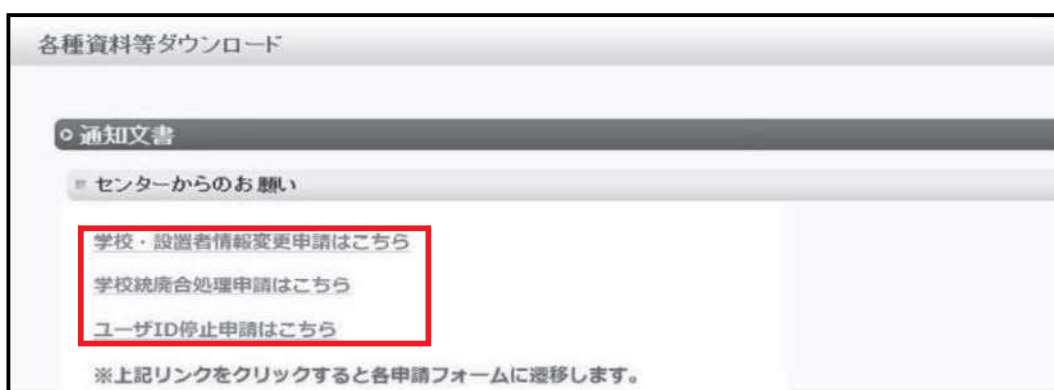 各種資料等ダウンロード
通知文書
センターからのお願い
学校・設置者情報変更申請はこちら
学校統廃合処理申請はこちら
ユーザID停止申請はこちら
※上記リンクをクリックすると各申請フォームに遷移します。